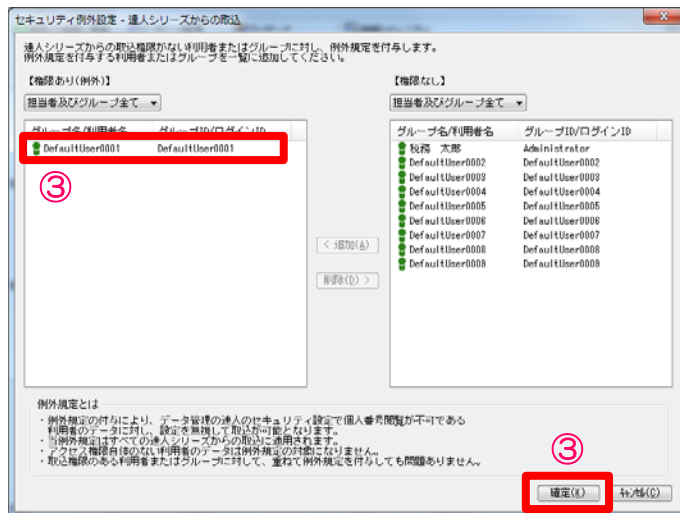 セキュリティ例外設定 - 達人シリーズからの取込
達人シリーズからの取込権限がない利用者またはグループに対し、例外規定を付与します。
例外規定を付与する利用者またはグループを一覧に追加してください。
【権限あり(例外)】
担当者及びグループ全て
グループ名/利用者名 グループID/ログインID
DefaultUser0001 DefaultUser0001
③
< 追加(A)
削除(D) >
【権限なし】
担当者及びグループ全て
グループ名/利用者名 グループID/ログインID
税務 太郎 Administrator
DefaultUser0002 DefaultUser0002
DefaultUser0003 DefaultUser0003
DefaultUser0004 DefaultUser0004
DefaultUser0005 DefaultUser0005
DefaultUser0006 DefaultUser0006
DefaultUser0007 DefaultUser0007
DefaultUser0008 DefaultUser0008
DefaultUser0009 DefaultUser0009
例外規定とは
・例外規定の付与により、データ管理の達人のセキュリティ設定で個人番号閲覧が不可である
利用者のデータに対し、設定を無視して取込が可能となります。
・当例外規定はすべての達人シリーズからの取込に適用されます。
・アクセス権限自体のない利用者のデータは例外規定の対象になりません。
・取込権限のある利用者またはグループに対して、重ねて例外規定を付与しても問題ありません。
③
確定(K)
キャンセル(C)